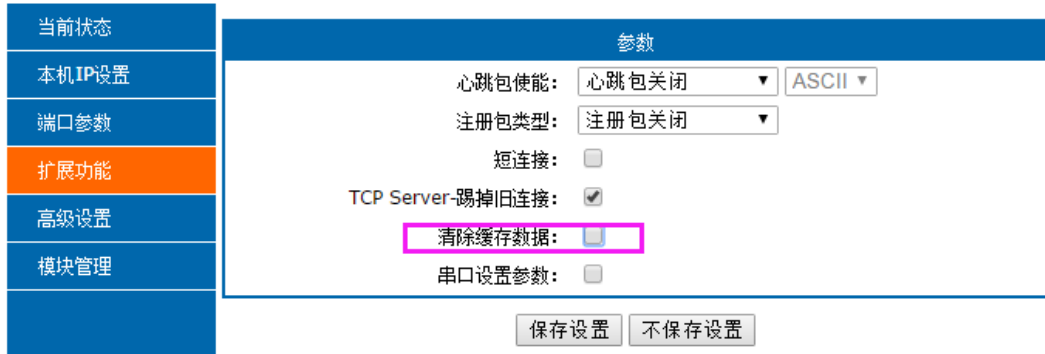 当前状态
本机IP设置
端口参数
扩展功能
高级设置
模块管理
参数
心跳包使能： 心跳包关闭 ASCII
注册包类型： 注册包关闭
短连接：
TCP Server-踢掉旧连接：
清除缓存数据：
串口设置参数：
保存设置 不保存设置